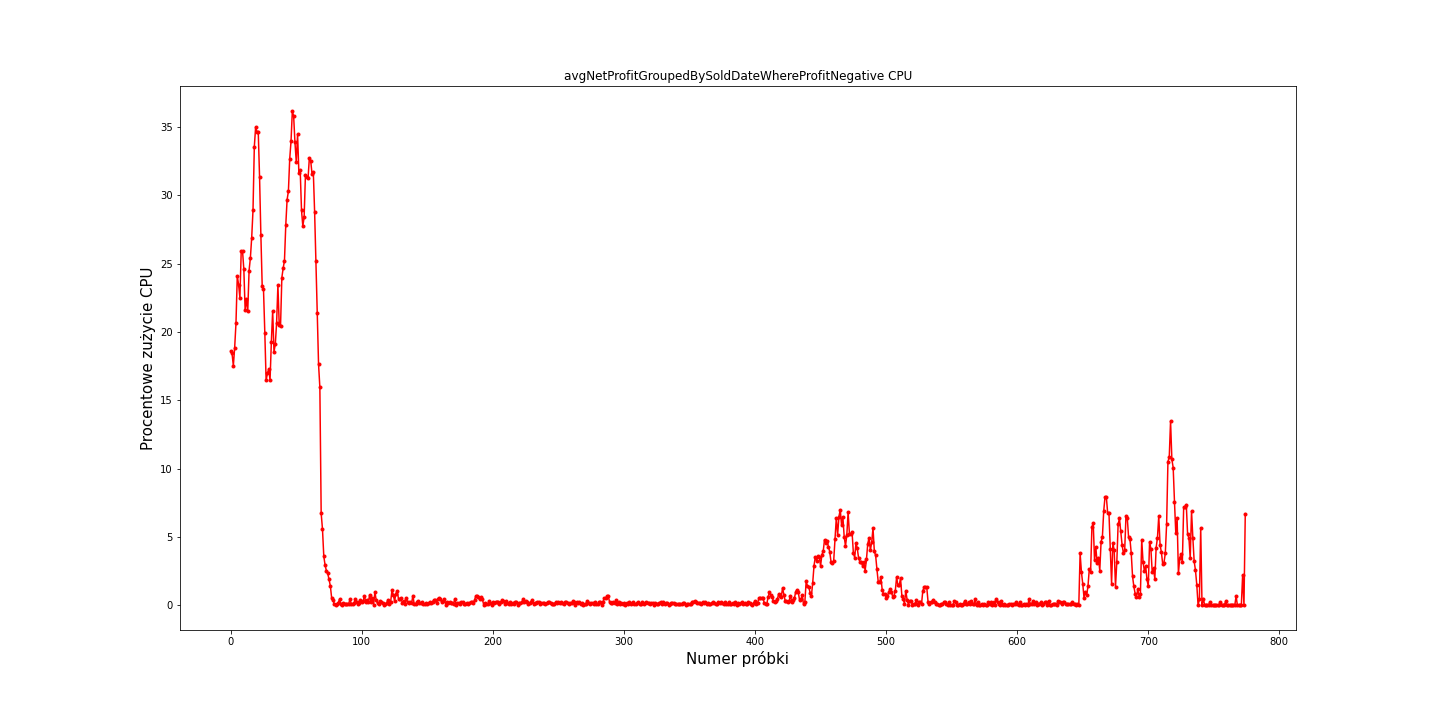 avgNetProfitGroupedBySoldDateWhereProfitNegative CPU
35
30
25
20
15
10
5
0
Procentowe zużycie CPU
0 100 200 300 400 500 600 700 800
Numer próbki